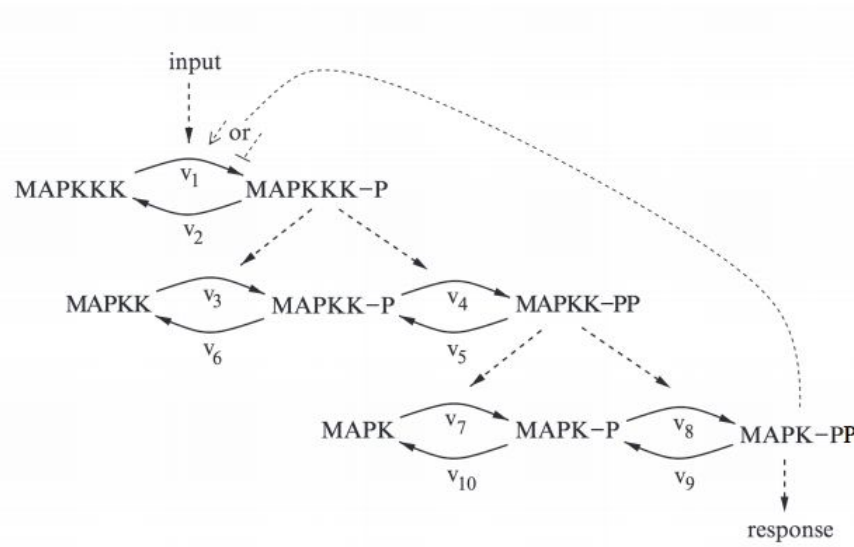 input
or
MAPKKK v1 MAPKKK–P
v2
MAPKK v3 MAPKK–P v4 MAPKK–PP
v6 v5
MAPK v7 MAPK–P v8 MAPK–PP
v10 v9
response